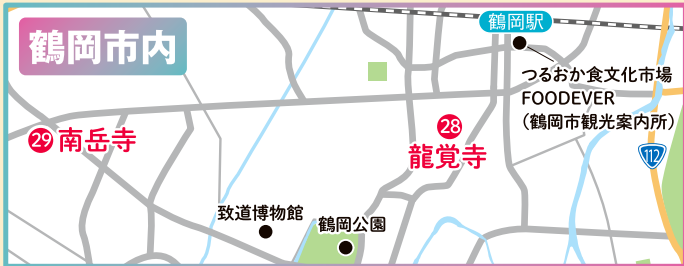 鶴岡市内
鶴岡駅
つるおか食文化市場
FOODEVER
（鶴岡市観光案内所）
28
龍覚寺
29 南岳寺
112
致道博物館
鶴岡公園